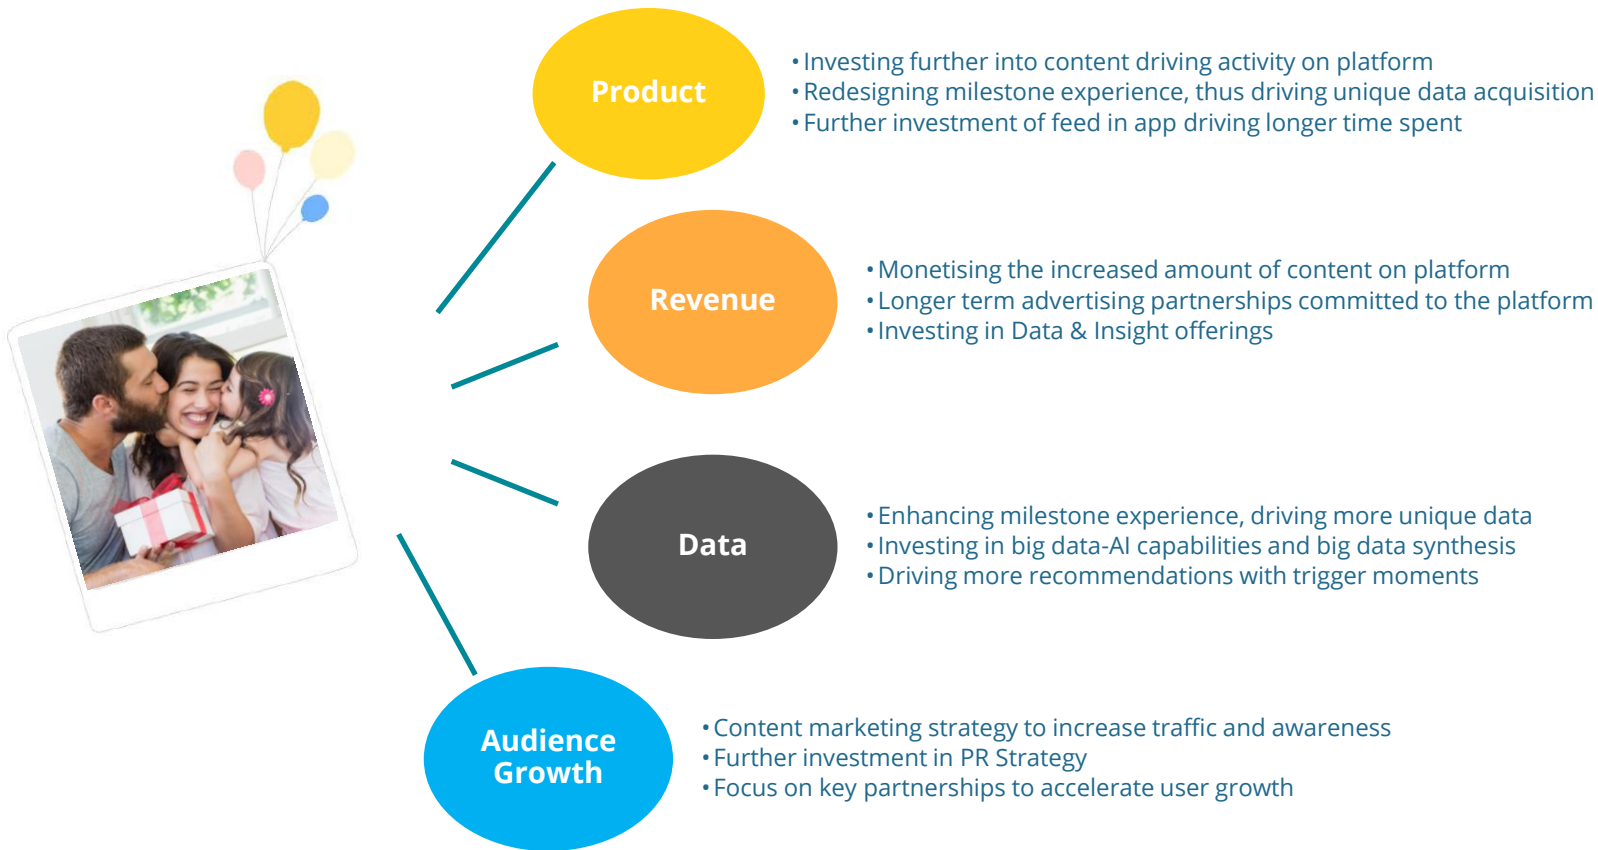 Product
• Investing further into content driving activity on platform
• Redesigning milestone experience, thus driving unique data acquisition
• Further investment of feed in app driving longer time spent
Revenue
• Monetising the increased amount of content on platform
• Longer term advertising partnerships committed to the platform
• Investing in Data & Insight offerings
Data
• Enhancing milestone experience, driving more unique data
• Investing in big data-AI capabilities and big data synthesis
• Driving more recommendations with trigger moments
Audience
Growth
• Content marketing strategy to increase traffic and awareness
• Further investment in PR Strategy
• Focus on key partnerships to accelerate user growth